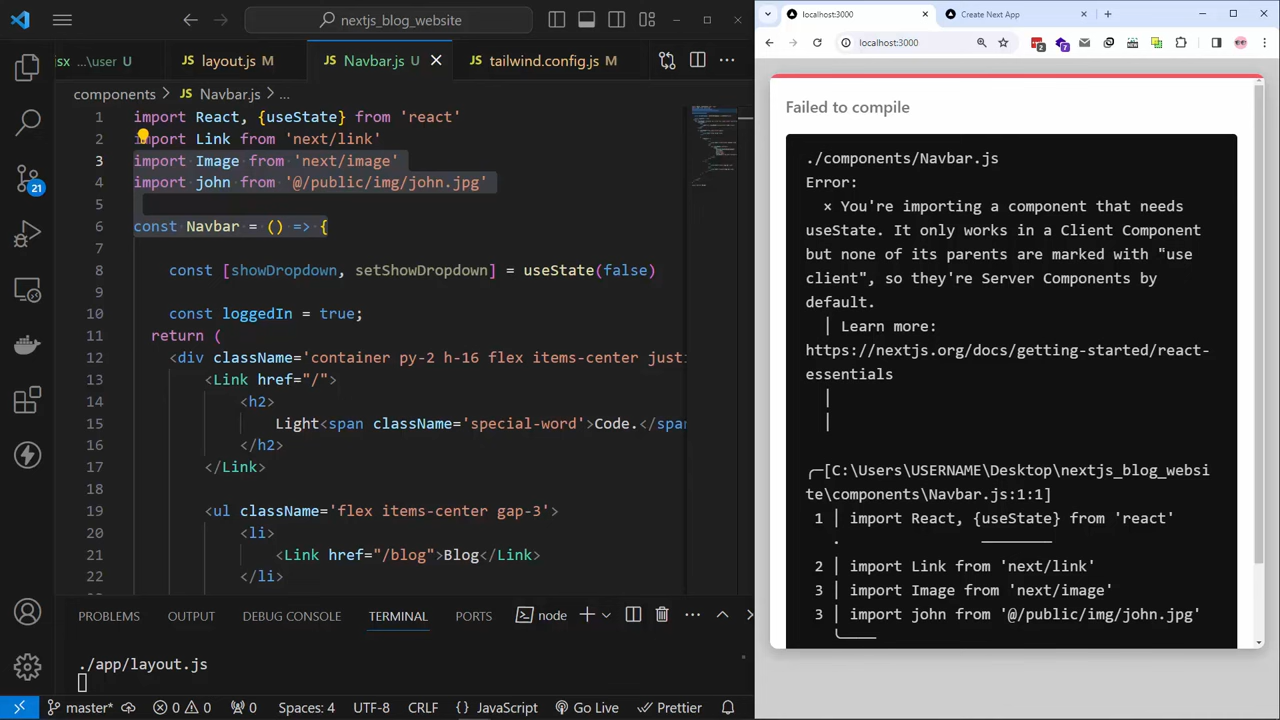 nextjs_blog_website
sx ...\user U
JS layout.js M
JS Navbar.js U
tailwind.config.js M
components > JS Navbar.js > ...
1 import React, {useState} from 'react'
2 import Link from 'next/link'
3 import Image from 'next/image'
4 import john from '@/public/img/john.jpg'
5
6 const Navbar = () => {
7
8 const [showDropdown, setShowDropdown] = useState(false)
9
10 const loggedIn = true;
11 return (
12 <div className='container py-2 h-16 flex items-center justi
13 <Link href="/">
14 <h2>
15 Light<span className='special-word'>Code.</span
16 </h2>
17 </Link>
18
19 <ul className='flex items-center gap-3'>
20 <li>
21 <Link href="/blog">Blog</Link>
22 </li>
21
PROBLEMS OUTPUT DEBUG CONSOLE TERMINAL PORTS node
./app/layout.js
master* 0 0 0 Spaces: 4 UTF-8 CRLF JavaScript Go Live Prettier
localhost:3000
Create Next App
localhost:3000
2
7
Failed to compile
./components/Navbar.js
Error:
× You're importing a component that needs
useState. It only works in a Client Component
but none of its parents are marked with "use
client", so they're Server Components by
default.
| Learn more:
https://nextjs.org/docs/getting-started/react-
essentials
|
|
╭─[C:\Users\USERNAME\Desktop\nextjs_blog_websi
te\components\Navbar.js:1:1]
1 | import React, {useState} from 'react'
. ────────
2 | import Link from 'next/link'
3 | import Image from 'next/image'
3 | import john from '@/public/img/john.jpg'
╰────